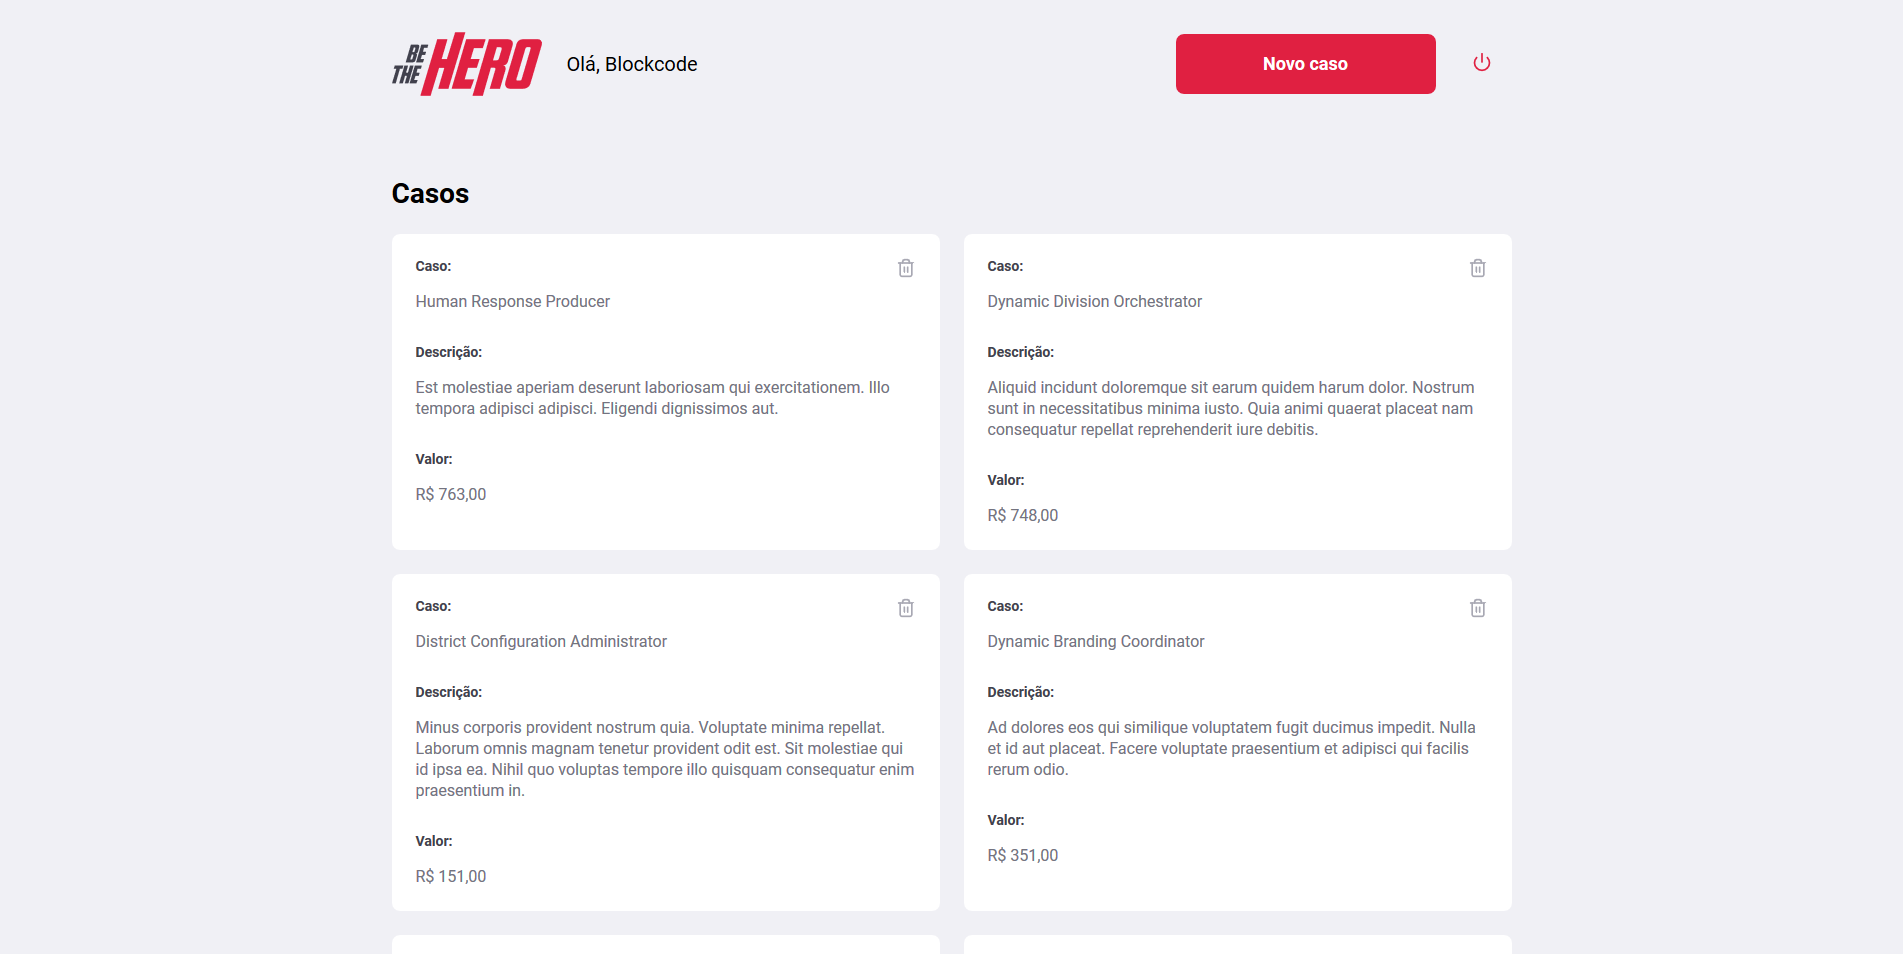 BE
THE
HERO
Olá, Blockcode
Novo caso
Casos
Caso:
Human Response Producer
Descrição:
Est molestiae aperiam deserunt laboriosam qui exercitationem. Illo
tempora adipisci adipisci. Eligendi dignissimos aut.
Valor:
R$ 763,00
Caso:
Dynamic Division Orchestrator
Descrição:
Aliquid incidunt doloremque sit earum quidem harum dolor. Nostrum
sunt in necessitatibus minima iusto. Quia animi quaerat placeat nam
consequatur repellat reprehenderit iure debitis.
Valor:
R$ 748,00
Caso:
District Configuration Administrator
Descrição:
Minus corporis provident nostrum quia. Voluptate minima repellat.
Laborum omnis magnam tenetur provident odit est. Sit molestiae qui
id ipsa ea. Nihil quo voluptas tempore illo quisquam consequatur enim
praesentium in.
Valor:
R$ 151,00
Caso:
Dynamic Branding Coordinator
Descrição:
Ad dolores eos qui similique voluptatem fugit ducimus impedit. Nulla
et id aut placeat. Facere voluptate praesentium et adipisci qui facilis
rerum odio.
Valor:
R$ 351,00